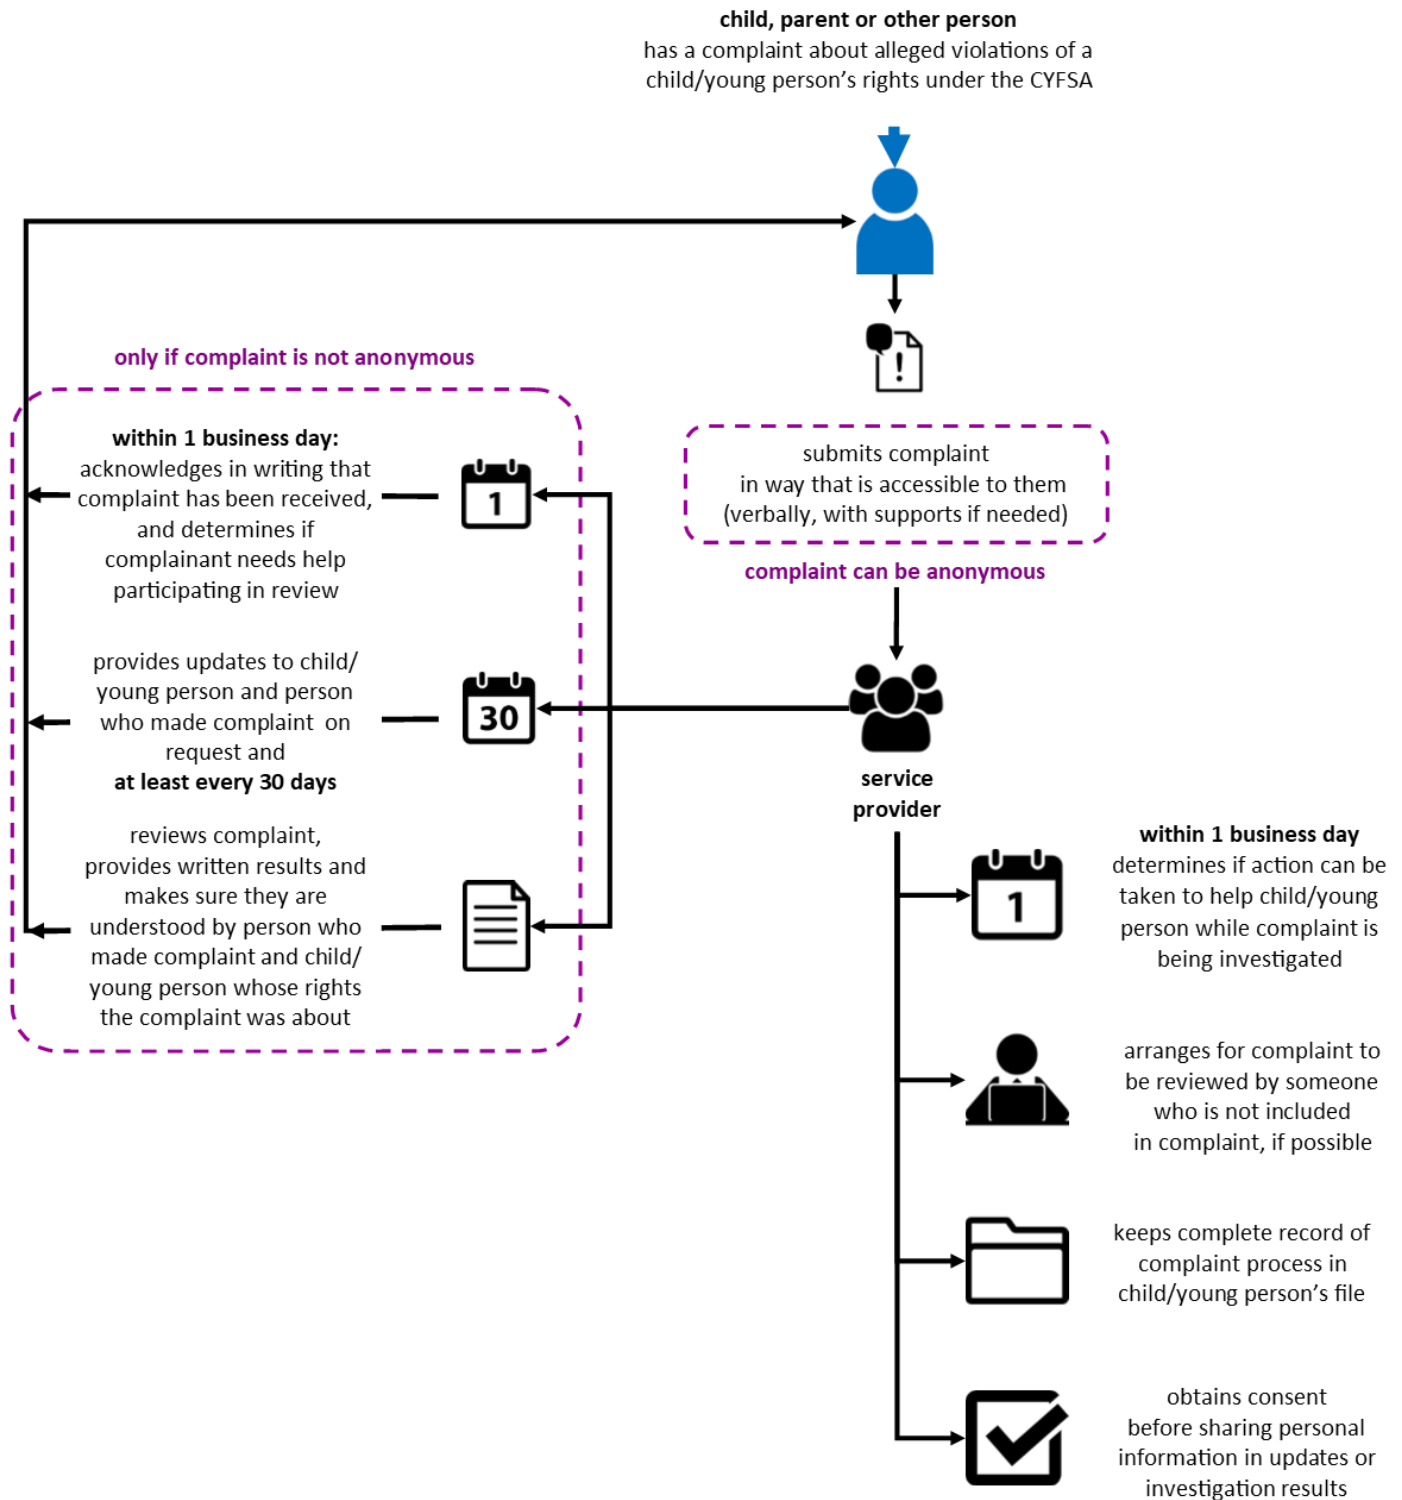 child, parent or other person
has a complaint about alleged violations of a
child/young person's rights under the CYFSA
!
only if complaint is not anonymous
within 1 business day:
acknowledges in writing that
complaint has been received,
and determines if
complainant needs help
participating in review
1
submits complaint
in way that is accessible to them
(verbally, with supports if needed)
complaint can be anonymous
provides updates to child/
young person and person
who made complaint on
request and
at least every 30 days
30
service
provider
reviews complaint,
provides written results and
makes sure they are
understood by person who
made complaint and child/
young person whose rights
the complaint was about
1
within 1 business day
determines if action can be
taken to help child/young
person while complaint is
being investigated
arranges for complaint to
be reviewed by someone
who is not included
in complaint, if possible
keeps complete record of
complaint process in
child/young person's file
obtains consent
before sharing personal
information in updates or
investigation results